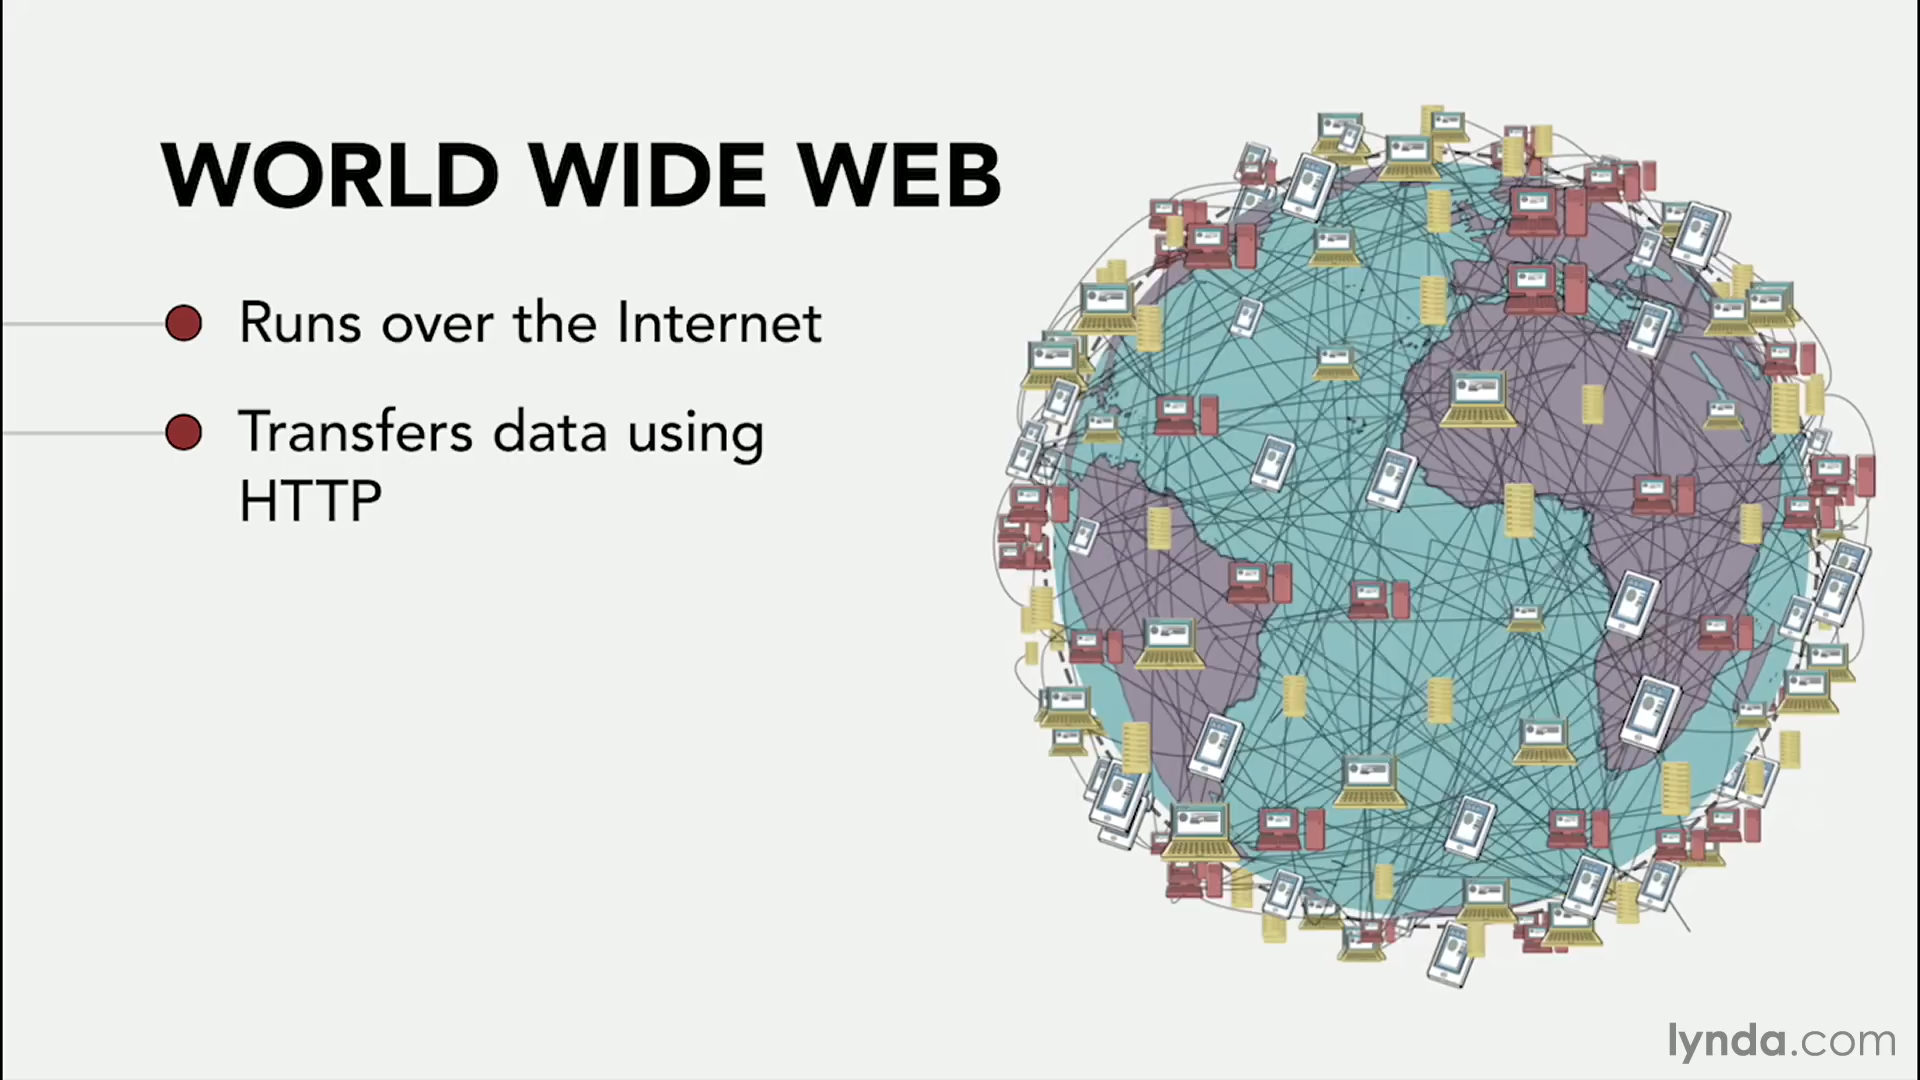 WORLD WIDE WEB
Runs over the Internet
Transfers data using
HTTP
lynda.com